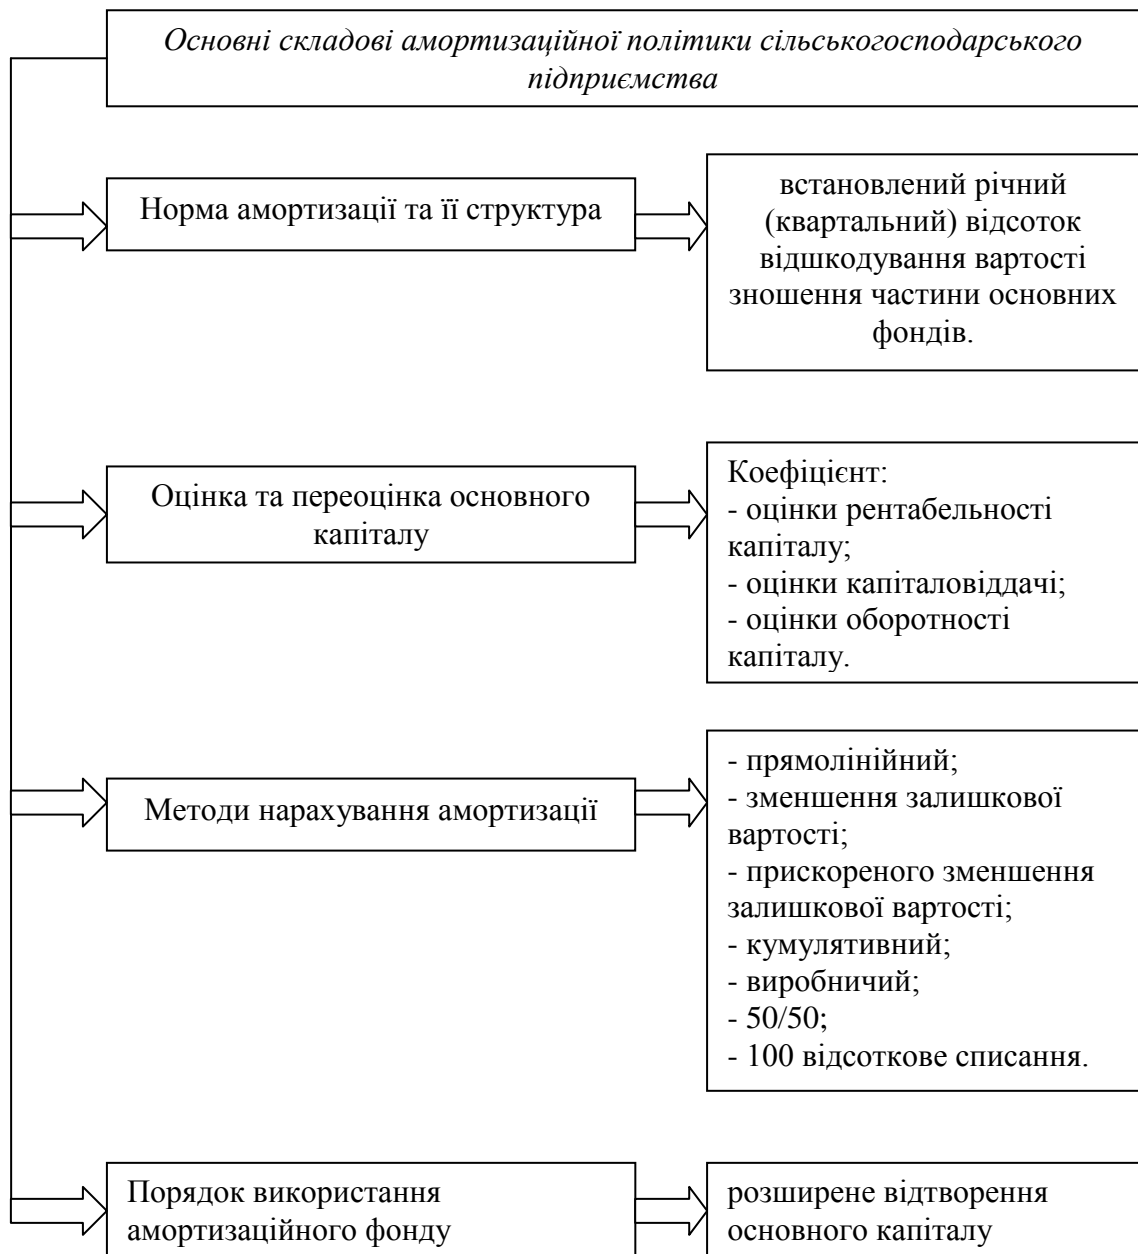 Основні складові амортизаційної політики сільськогосподарського
підприємства
Норма амортизації та її структура
встановлений річний
(квартальний) відсоток
відшкодування вартості
зношення частини основних
фондів.
Оцінка та переоцінка основного
капіталу
Коефіцієнт:
- оцінки рентабельності
капіталу;
- оцінки капіталовіддачі;
- оцінки оборотності
капіталу.
Методи нарахування амортизації
- прямолінійний;
- зменшення залишкової
вартості;
- прискореного зменшення
залишкової вартості;
- кумулятивний;
- виробничий;
- 50/50;
- 100 відсоткове списання.
Порядок використання
амортизаційного фонду
розширене відтворення
основного капіталу